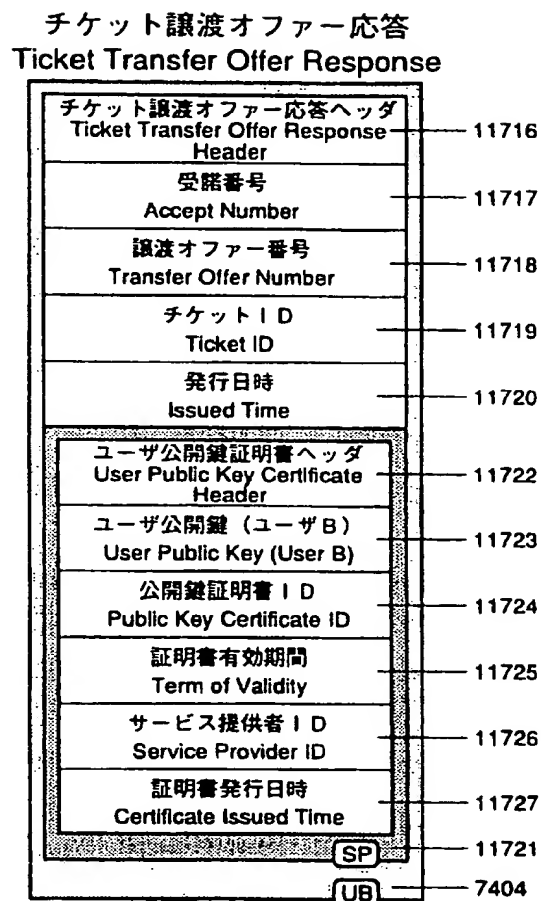 チケット譲渡オファー応答
Ticket Transfer Offer Response
チケット譲渡オファー応答ヘッダ
Ticket Transfer Offer Response
Header
11716
受諾番号
Accept Number
11717
譲渡オファー番号
Transfer Offer Number
11718
チケットID
Ticket ID
11719
発行日時
Issued Time
11720
ユーザ公開鍵証明書ヘッダ
User Public Key Certificate
Header
11722
ユーザ公開鍵（ユーザB）
User Public Key (User B)
11723
公開鍵証明書ID
Public Key Certificate ID
11724
証明書有効期間
Term of Validity
11725
サービス提供者ID
Service Provider ID
11726
証明書発行日時
Certificate Issued Time
11727
SP
11721
UB
7404